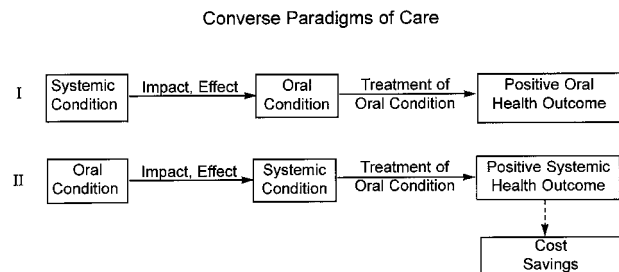 Converse Paradigms of Care
I
Systemic
Condition
Impact, Effect
Oral
Condition
Treatment of
Oral Condition
Positive Oral
Health Outcome
II
Oral
Condition
Impact, Effect
Systemic
Condition
Treatment of
Oral Condition
Positive Systemic
Health Outcome
Cost
Savings